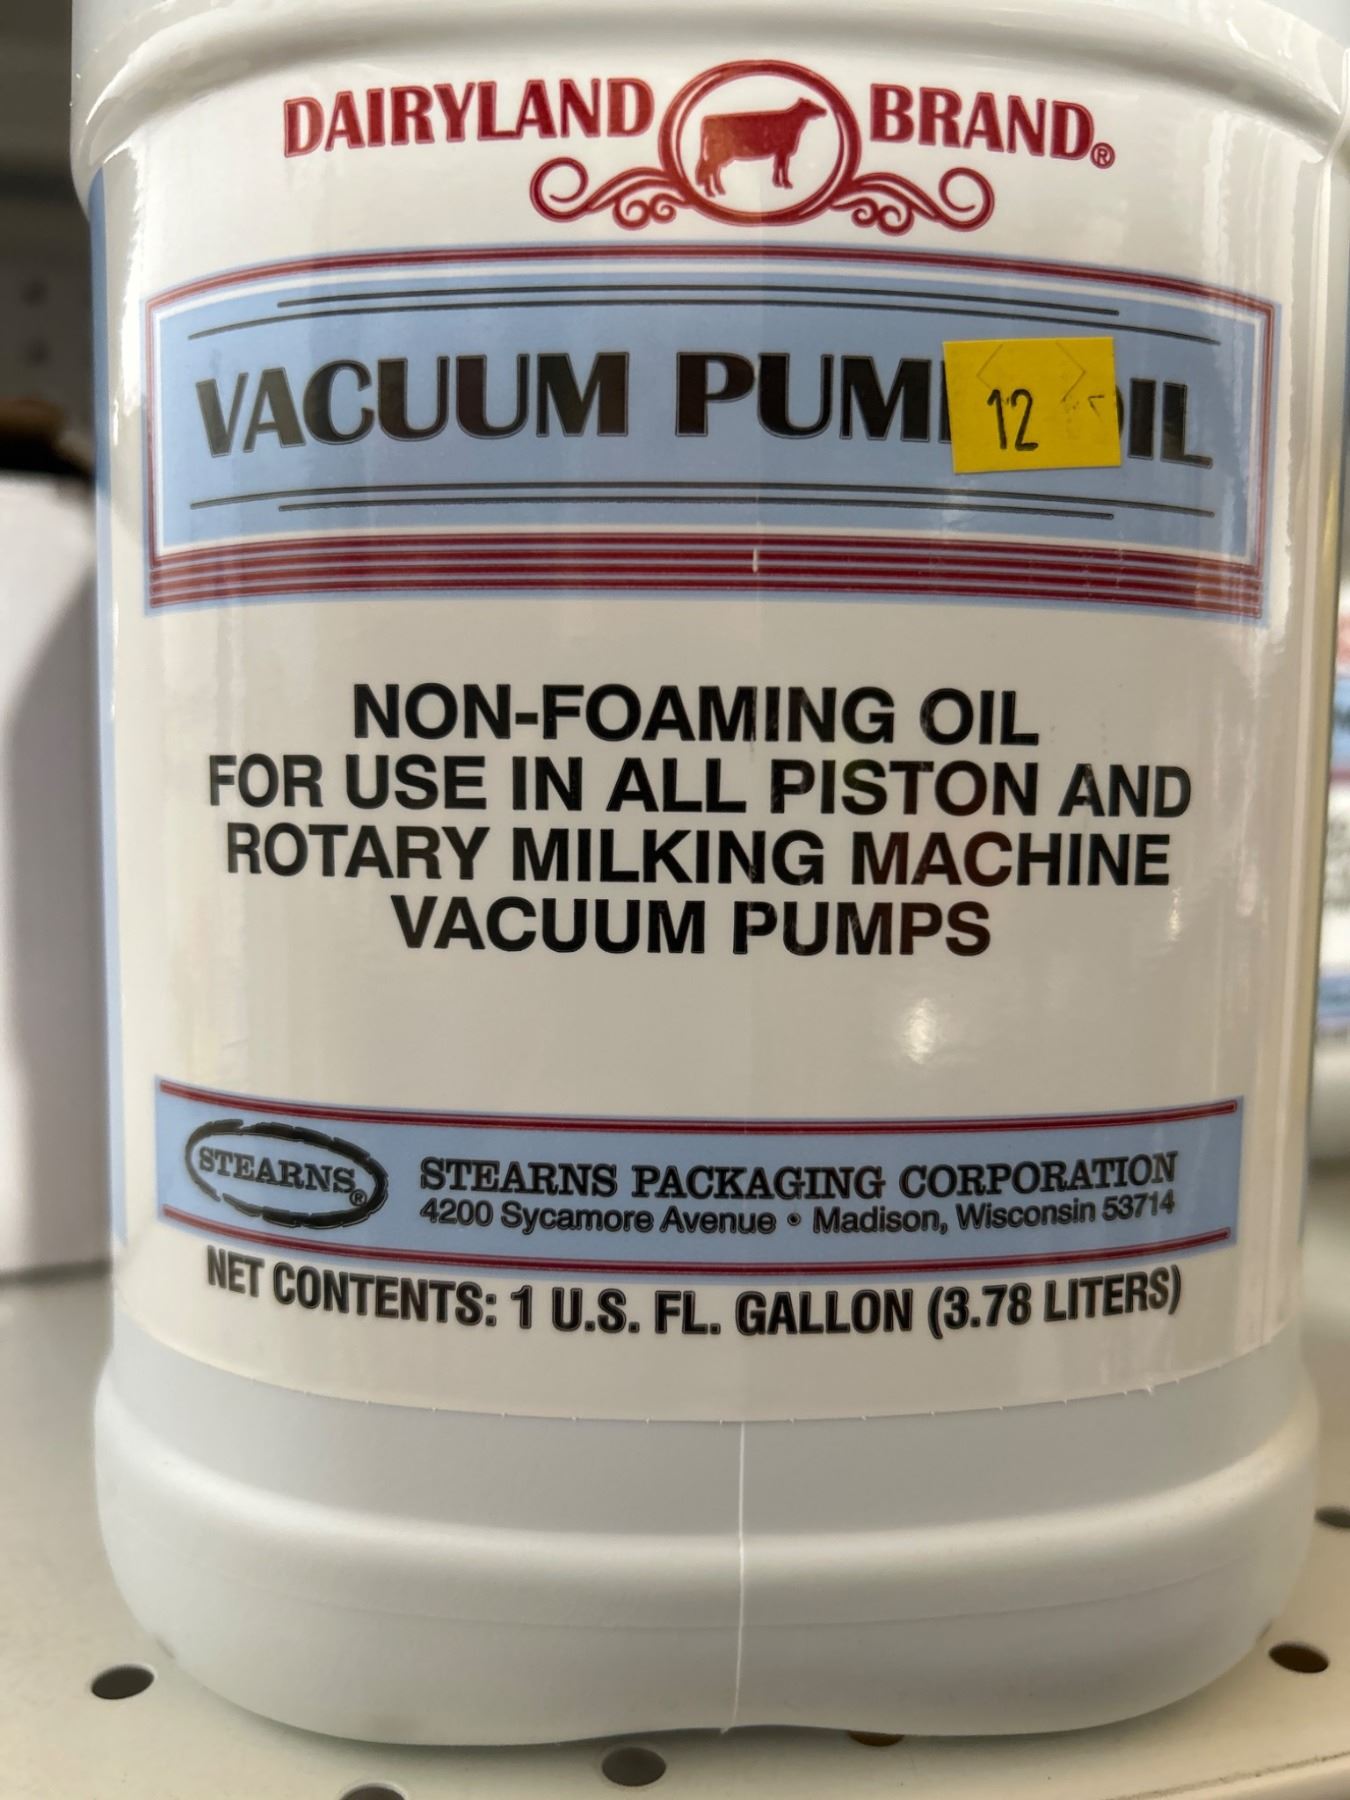 DAIRYLAND BRAND®
VACUUM PUMP OIL
12
NON-FOAMING OIL
FOR USE IN ALL PISTON AND
ROTARY MILKING MACHINE
VACUUM PUMPS
STEARNS®
STEARNS PACKAGING CORPORATION
4200 Sycamore Avenue • Madison, Wisconsin 53714
NET CONTENTS: 1 U.S. FL. GALLON (3.78 LITERS)